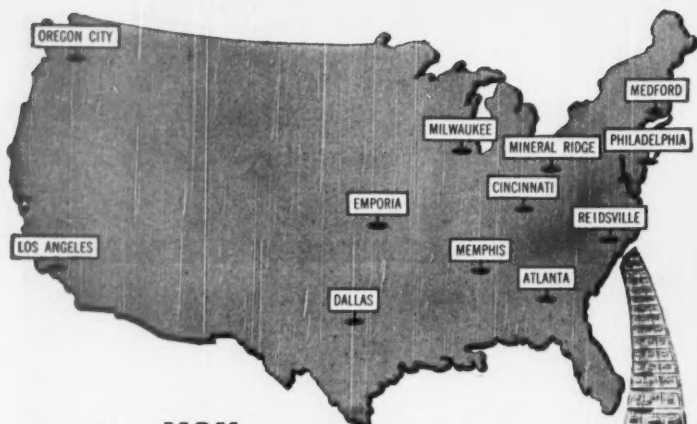 OREGON CITY
MEDFORD
MILWAUKEE
PHILADELPHIA
MINERAL RIDGE
CINCINNATI
EMPORIA
REIDSVILLE
LOS ANGELES
MEMPHIS
ATLANTA
DALLAS